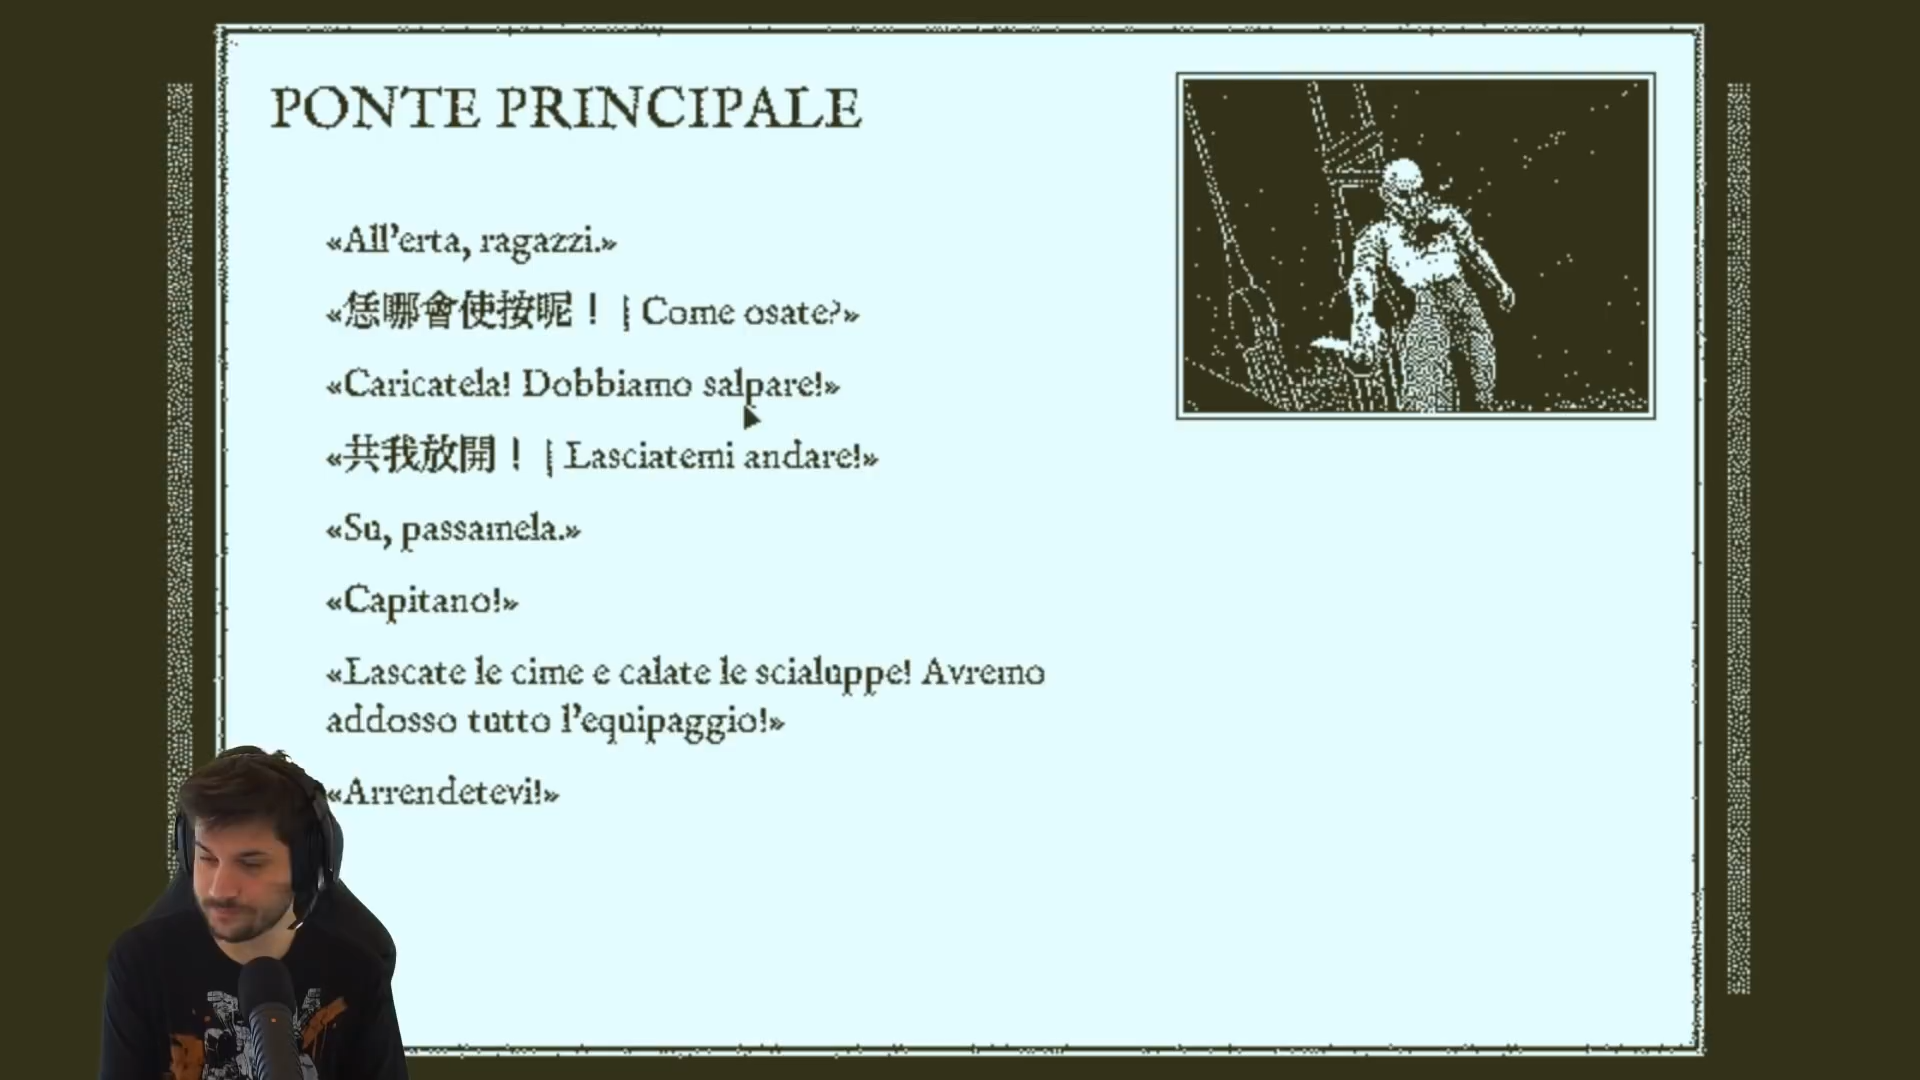 PONTE PRINCIPALE
«All'erta, ragazzi.»
«恁哪會使按呢！ | Come osate?»
«Caricatela! Dobbiamo salpare!»
«共我放開！ | Lasciatemi andare!»
«Su, passamela.»
«Capitano!»
«Lascate le cime e calate le scialuppe! Avremo
addosso tutto l'equipaggio!»
«Arrendetevi!»